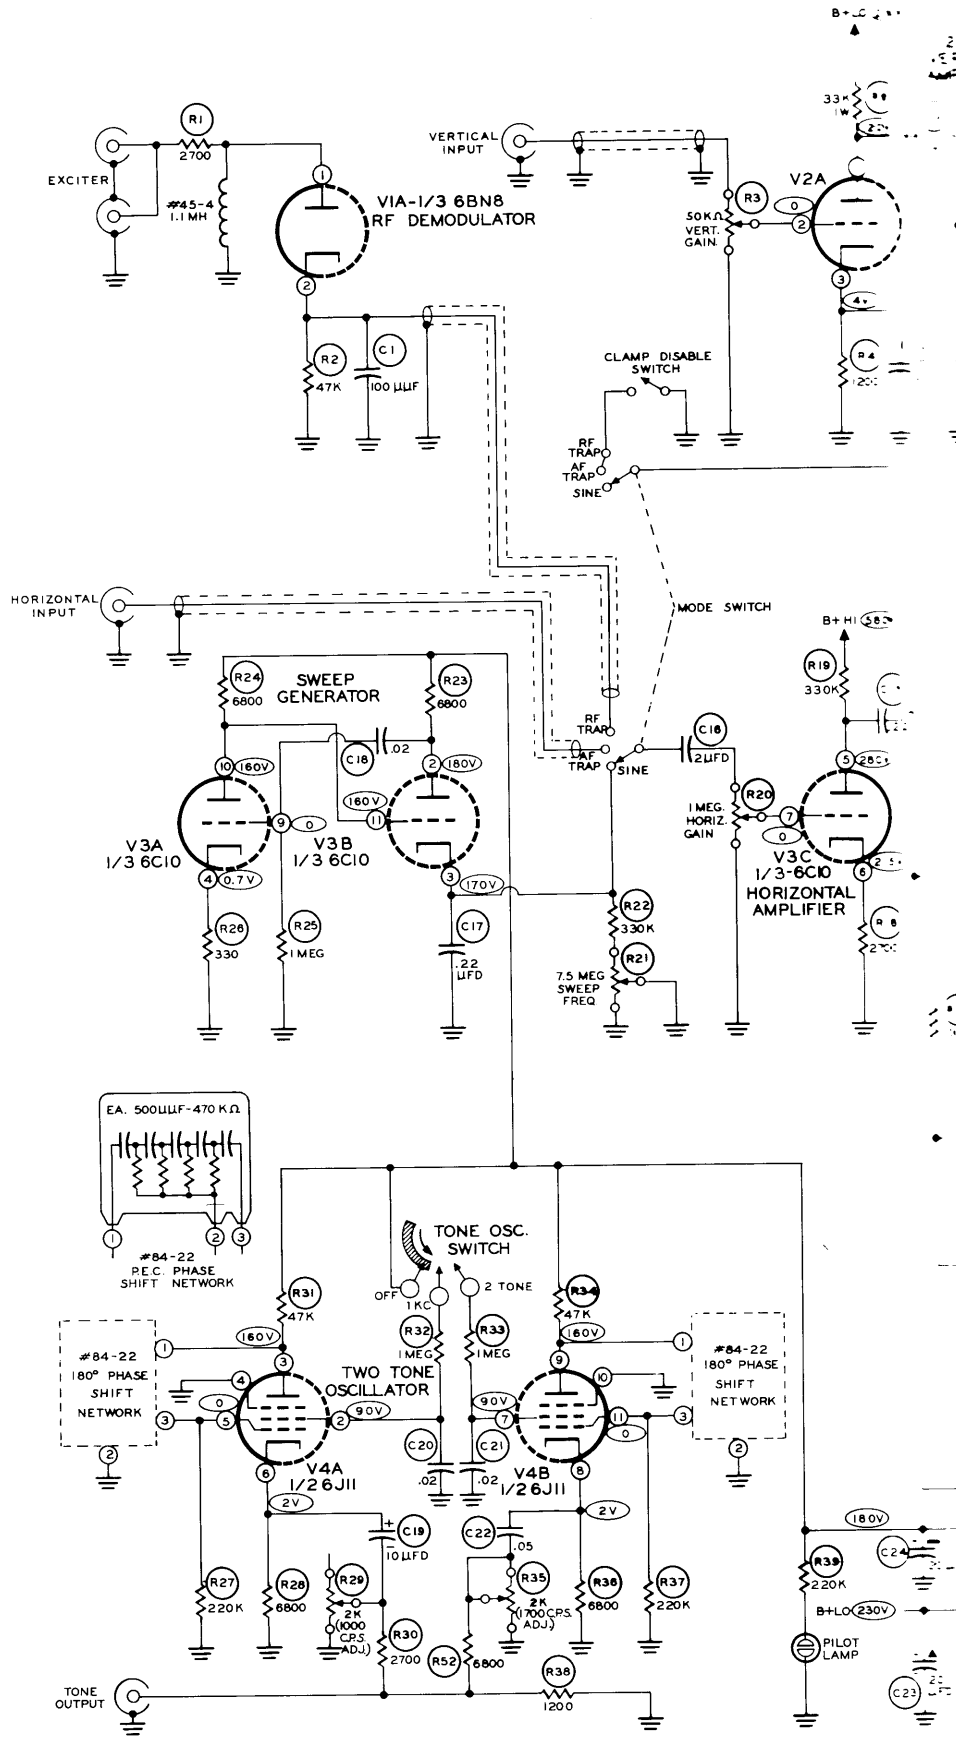 R1
2700
EXCITER
#45-4
1.1 MH
1
V1A-1/3 6BN8
RF DEMODULATOR
2
R2
47K
C1
100 µµF
VERTICAL
INPUT
R3
50KΩ
VERT.
GAIN
33K
1W
V2A
0
2
3
4V
R4
CLAMP DISABLE
SWITCH
RF
TRAP
AF
TRAP
SINE
MODE SWITCH
HORIZONTAL
INPUT
R24
6800
SWEEP
GENERATOR
R23
6800
C18
.02
10
160V
2
180V
160V
11
9
0
V3A
1/3 6C10
V3B
1/3 6C10
4
0.7V
3
170V
R26
330
R25
1MEG
C17
.22
µFD
RF
TRAP
AF
TRAP
SINE
C16
.2µFD
R20
1 MEG.
HORIZ.
GAIN
R22
330K
R21
7.5 MEG
SWEEP
FREQ
B+HI
R19
330K
5
7
0
V3C
1/3-6C10
HORIZONTAL
AMPLIFIER
6
EA. 500µµF-470 KΩ
1
2
3
#84-22
P.E.C. PHASE
SHIFT NETWORK
TONE OSC.
SWITCH
OFF
1KC
2 TONE
R31
47K
160V
R32
1MEG
R33
1MEG
R34
47K
160V
#84-22
180° PHASE
SHIFT
NETWORK
1
3
2
3
4
0
5
2
6
TWO TONE
OSCILLATOR
90V
90V
V4A
1/2 6J11
C20
.02
C21
.02
9
10
7
11
0
8
V4B
1/2 6J11
#84-22
180° PHASE
SHIFT
NETWORK
1
3
2
2V
C19
+
10µFD
C22
.05
2V
R27
220K
R28
6800
R29
2K
(1000
C.P.S.
ADJ.)
R30
2700
R35
2K
(1700 C.P.S.
ADJ.)
R36
6800
R37
220K
R52
6800
R38
1200
TONE
OUTPUT
180V
R39
220K
C24
B+LO 230V
PILOT
LAMP
C23